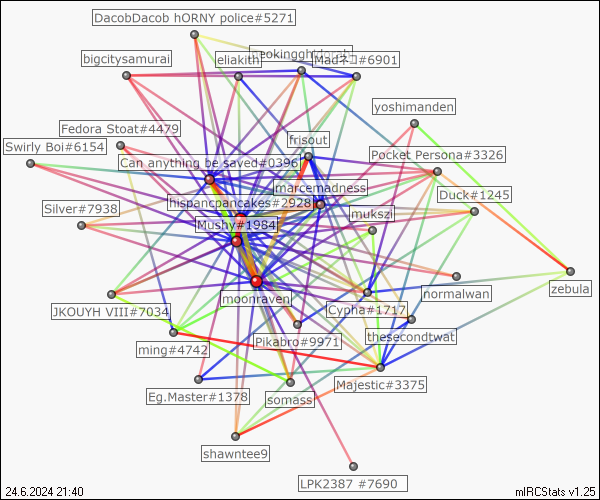 DacobDacob hORNY police#5271
bigcitysamurai
eliakith
Mad不J#6901
yoshimanden
Fedora Stoat#4479
frisout
Swirly Boi#6154
Can anything be saved#0396
Pocket Persona#3326
marcemadness
Duck#1245
hispancpancakes#2928
Silver#7938
mukszi
Mushy#1984
normalwan
zebula
moonraven
JKOUYH VIII#7034
Cypha#1717
thesecondtwat
Pikabro#9971
ming#4742
Majestic#3375
Eg.Master#1378
somass
shawntee9
LPK2387 #7690
24.6.2024 21:40
mIRCStats v1.25